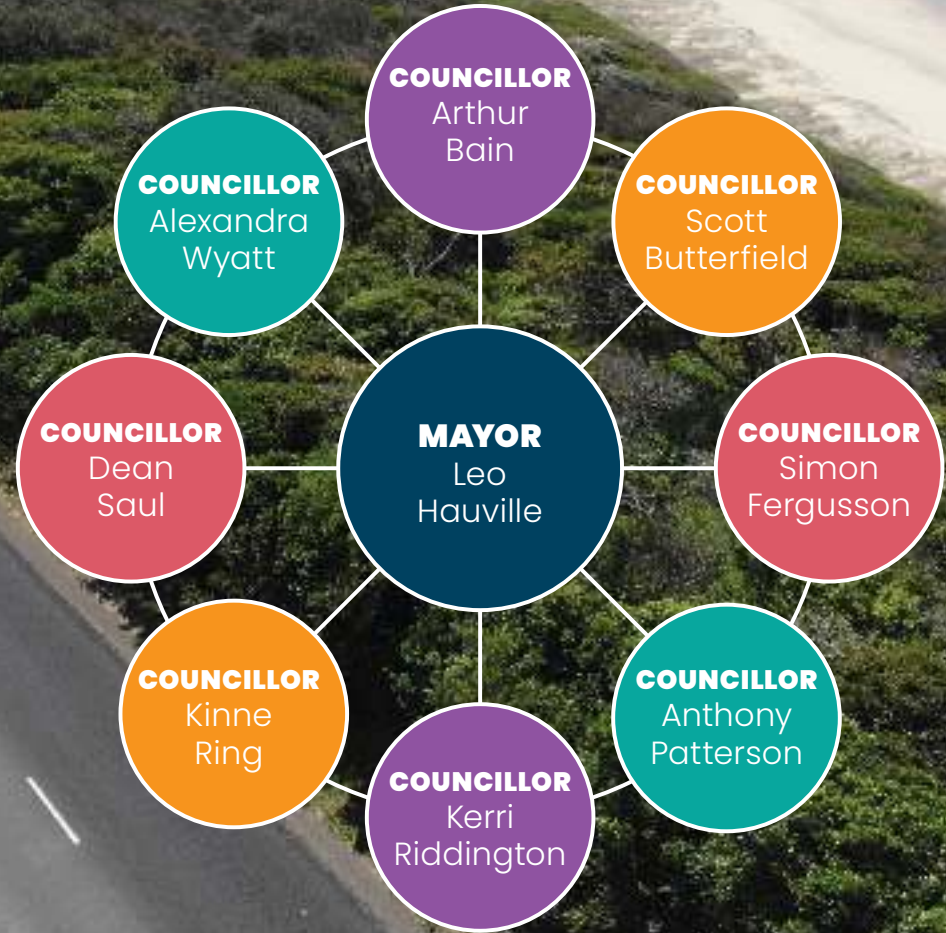 COUNCILLOR
Arthur
Bain
COUNCILLOR
Alexandra
Wyatt
COUNCILLOR
Scott
Butterfield
COUNCILLOR
Dean
Saul
MAYOR
Leo
Hauville
COUNCILLOR
Simon
Fergusson
COUNCILLOR
Kinne
Ring
COUNCILLOR
Anthony
Patterson
COUNCILLOR
Kerri
Riddington